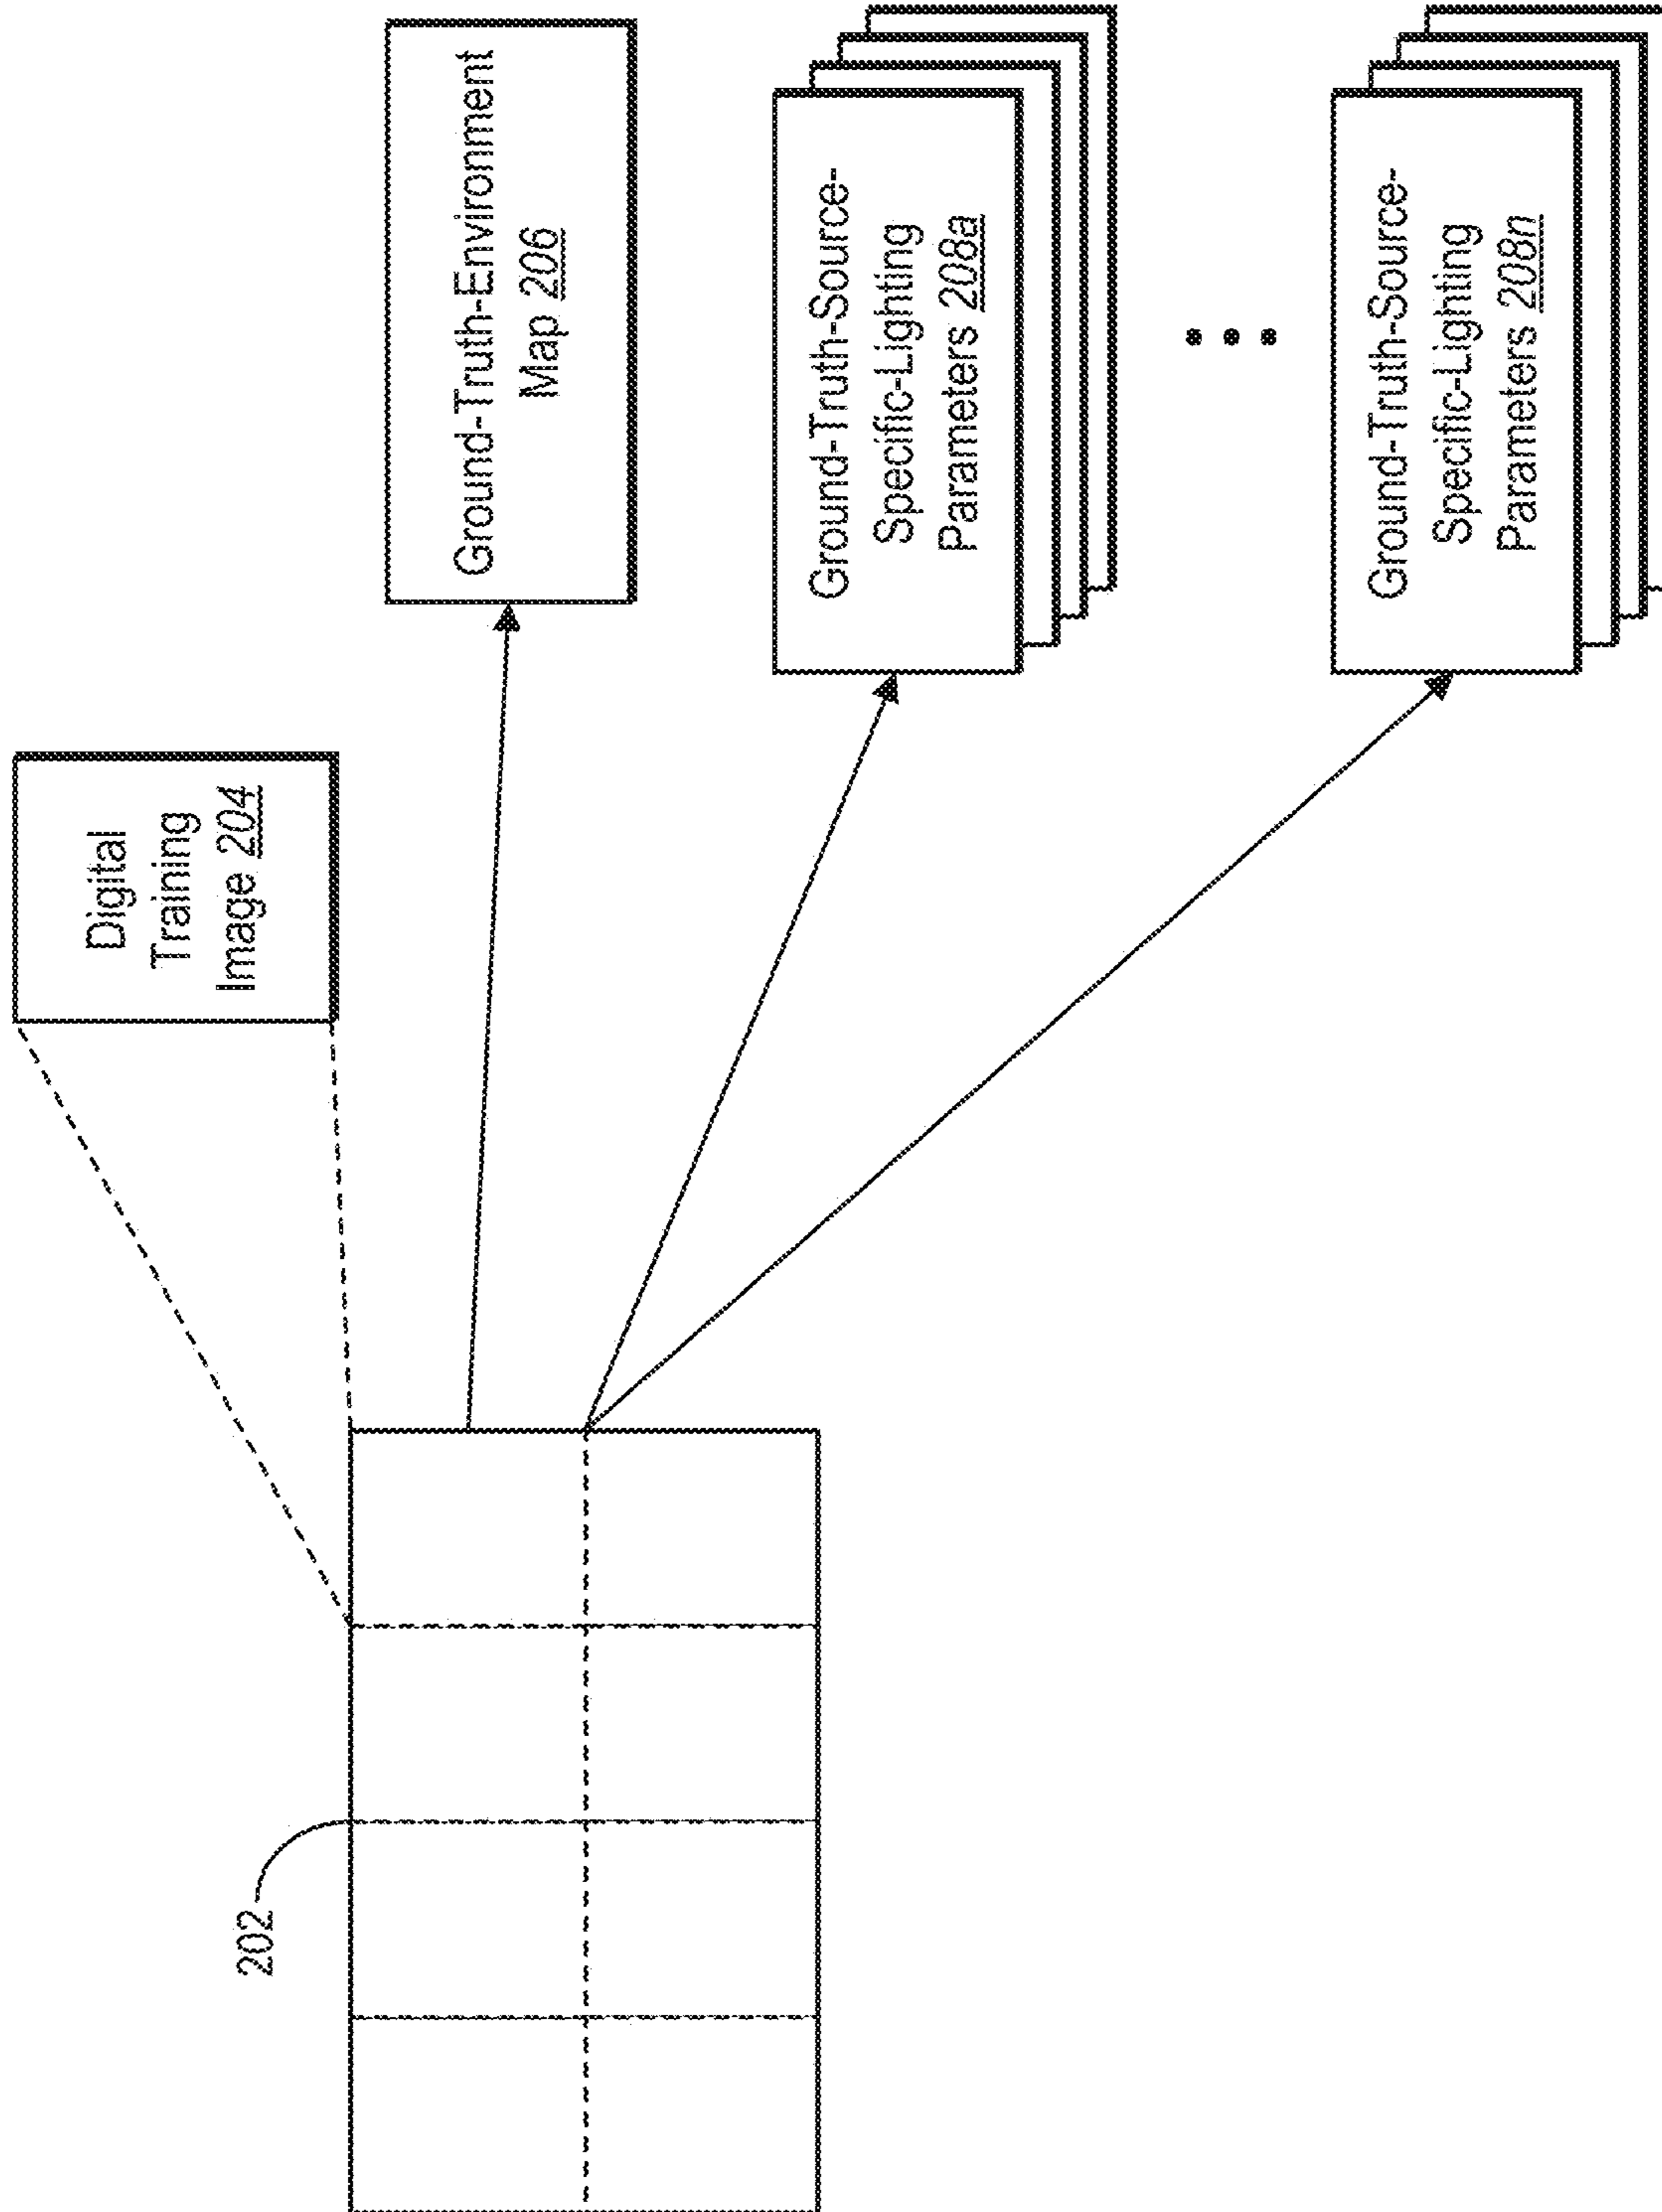 202
Digital
Training
Image 204
Ground-Truth-Environment
Map 206
Ground-Truth-Source-
Specific-Lighting
Parameters 208a
Ground-Truth-Source-
Specific-Lighting
Parameters 208n